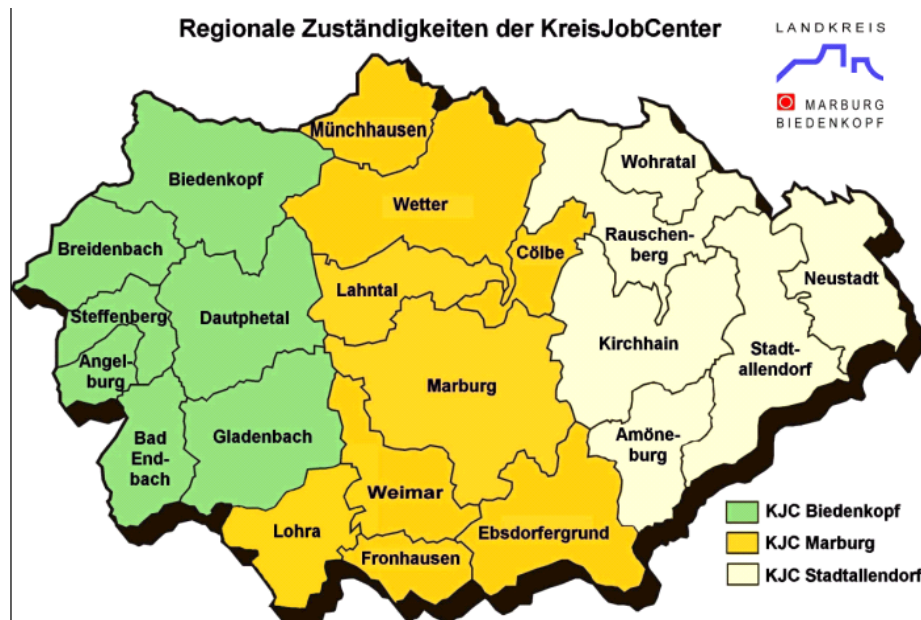 Regionale Zuständigkeiten der KreisJobCenter
LANDKREIS
MARBURG
BIEDENKOPF
Münchhausen
Wohratal
Biedenkopf
Wetter
Breidenbach
Rauschen-
berg
Cölbe
Neustadt
Lahntal
Steffenberg
Dautphetal
Kirchhain
Stadt-
allendorf
Angel-
burg
Marburg
Gladenbach
Amöne-
burg
Bad
End-
bach
Weimar
Lohra
Ebsdorfergrund
Fronhausen
KJC Biedenkopf
KJC Marburg
KJC Stadtallendorf